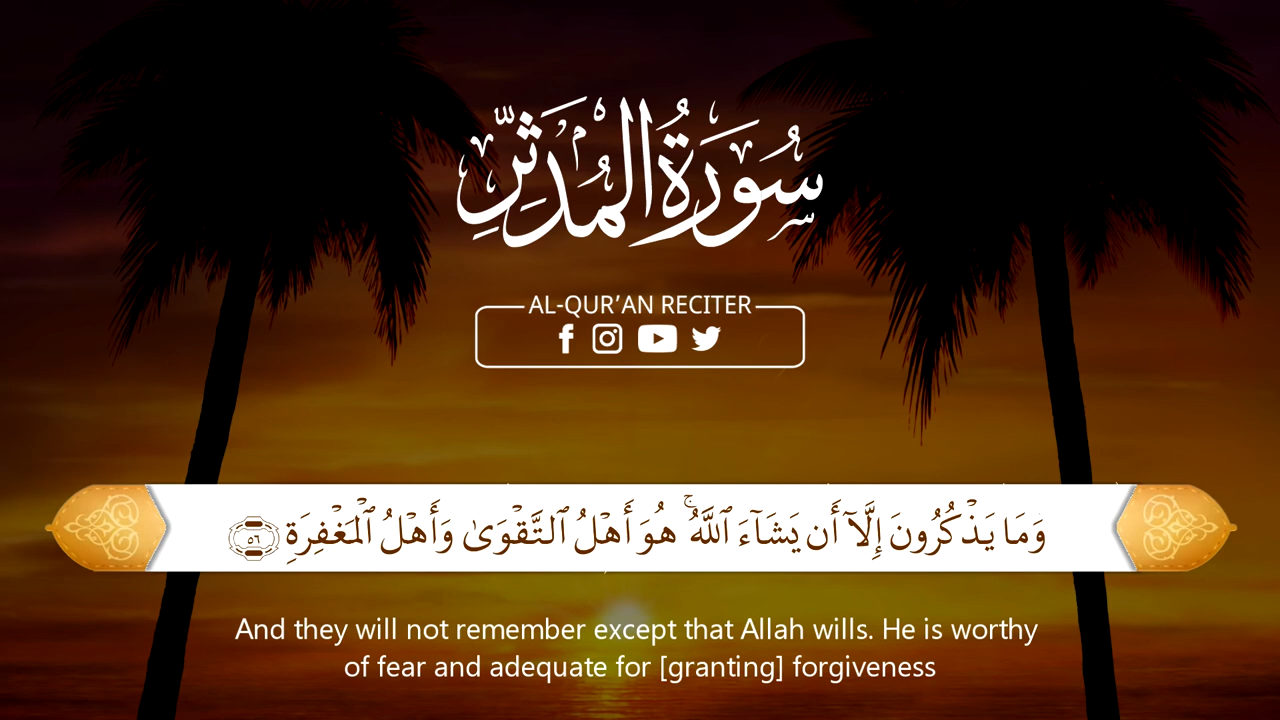 سُورَةُ الْمُدَّثِّرِ
AL-QUR’AN RECITER
وَمَا يَذْكُرُونَ إِلَّآ أَن يَشَآءَ ٱللَّهُ ۚ هُوَ أَهْلُ ٱلتَّقْوَىٰ وَأَهْلُ ٱلْمَغْفِرَةِ ٥٦
And they will not remember except that Allah wills. He is worthy
of fear and adequate for [granting] forgiveness